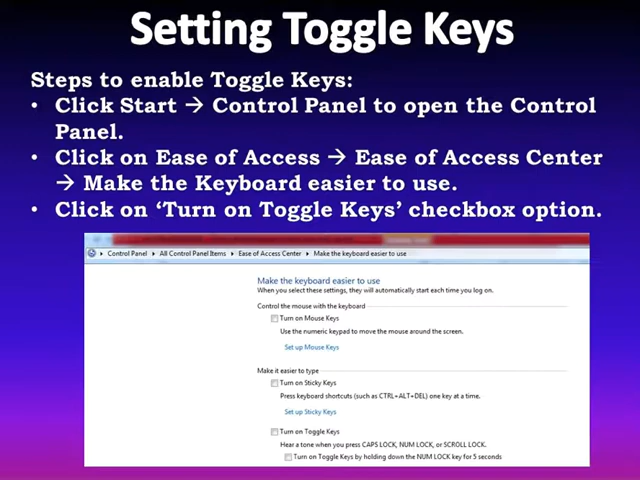 Setting Toggle Keys
Steps to enable Toggle Keys:
• Click Start → Control Panel to open the Control
Panel.
• Click on Ease of Access → Ease of Access Center
→ Make the Keyboard easier to use.
• Click on ‘Turn on Toggle Keys’ checkbox option.
Control Panel ▸ All Control Panel Items ▸ Ease of Access Center ▸ Make the keyboard easier to use
Make the keyboard easier to use
When you select these settings, they will automatically start each time you log on.
Control the mouse with the keyboard
Turn on Mouse Keys
Use the numeric keypad to move the mouse around the screen.
Set up Mouse Keys
Make it easier to type
Turn on Sticky Keys
Press keyboard shortcuts (such as CTRL+ALT+DEL) one key at a time.
Set up Sticky Keys
Turn on Toggle Keys
Hear a tone when you press CAPS LOCK, NUM LOCK, or SCROLL LOCK.
Turn on Toggle Keys by holding down the NUM LOCK key for 5 seconds